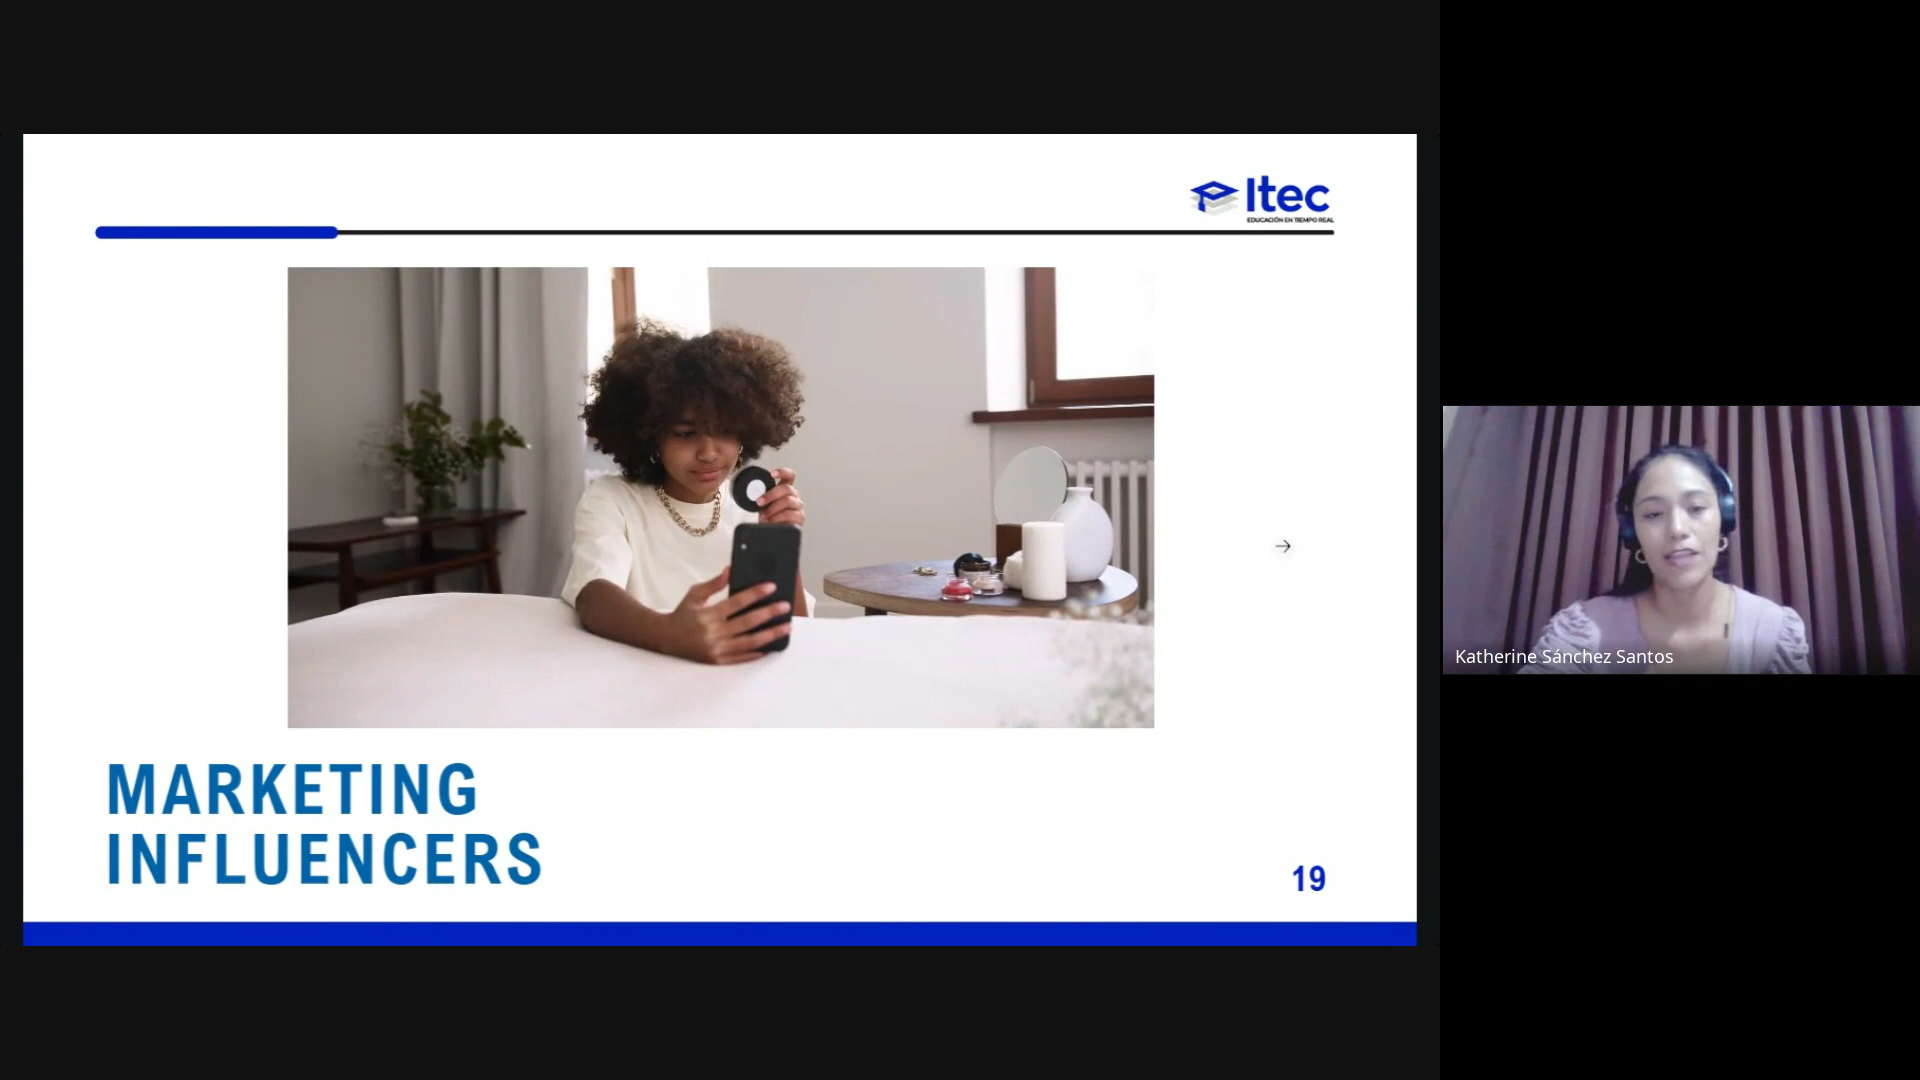 Itec
EDUCACIÓN EN TIEMPO REAL
MARKETING
INFLUENCERS
19
Katherine Sánchez Santos